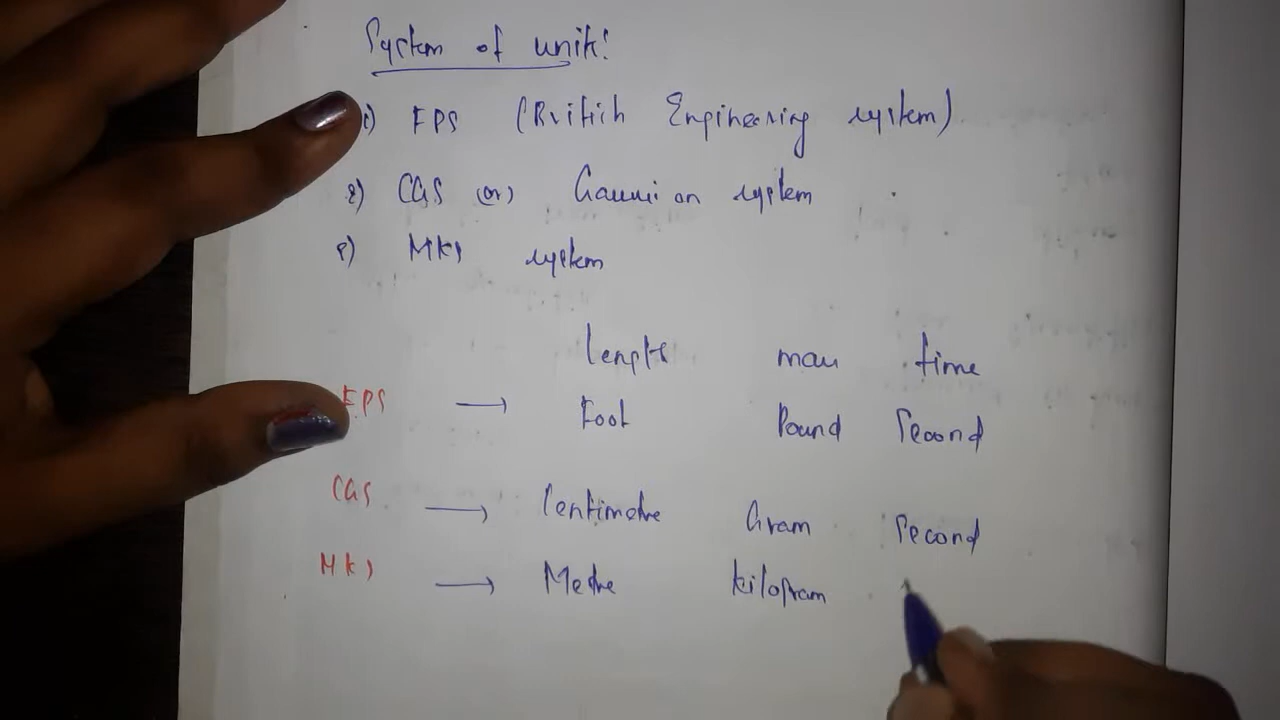 System of unit:
1) FPS (British Engineering system)
2) CGS (or) Gaussian system
3) MKS system
length mass time
FPS → Foot Pound Second
CGS → Centimetre Gram Second
MKS → Metre kilogram